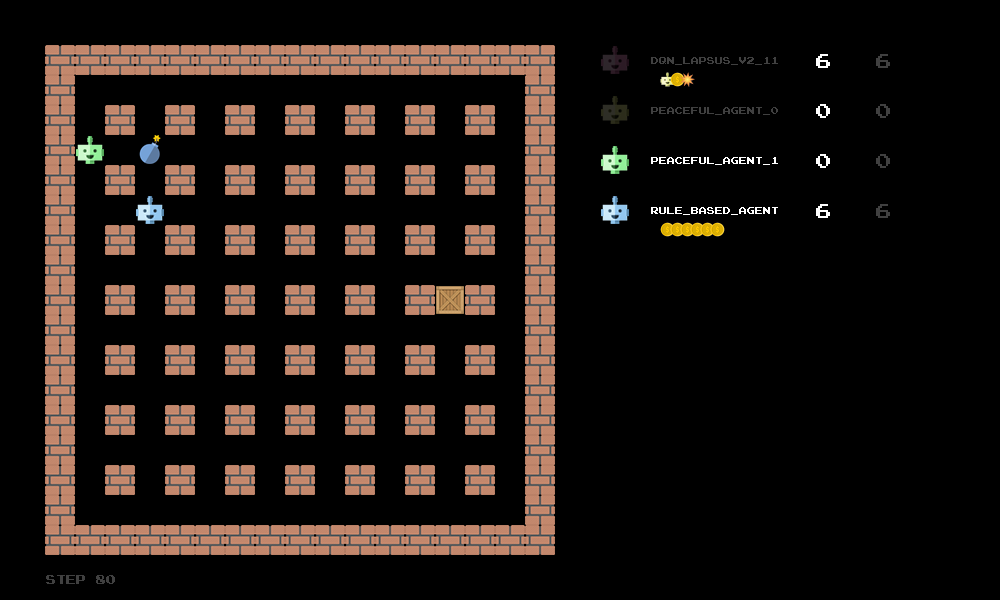 DQN_LAPSUS_V2_11 6 6
PEACEFUL_AGENT_0 0 0
PEACEFUL_AGENT_1 0 0
RULE_BASED_AGENT 6 6
STEP 80